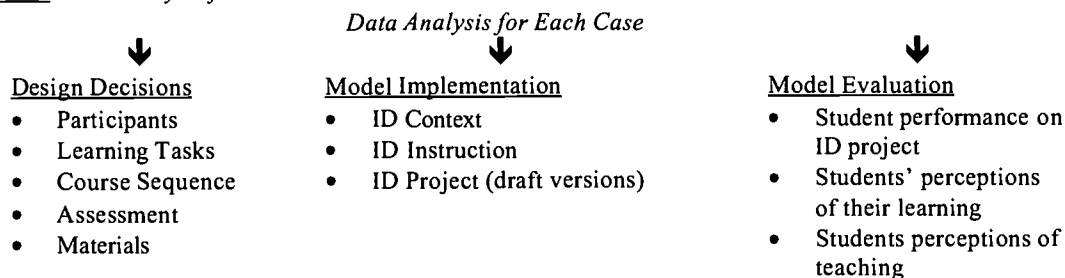 Data Analysis for Each Case
Design Decisions
• Participants
• Learning Tasks
• Course Sequence
• Assessment
• Materials
Model Implementation
• ID Context
• ID Instruction
• ID Project (draft versions)
Model Evaluation
• Student performance on
ID project
• Students' perceptions
of their learning
• Students perceptions of
teaching